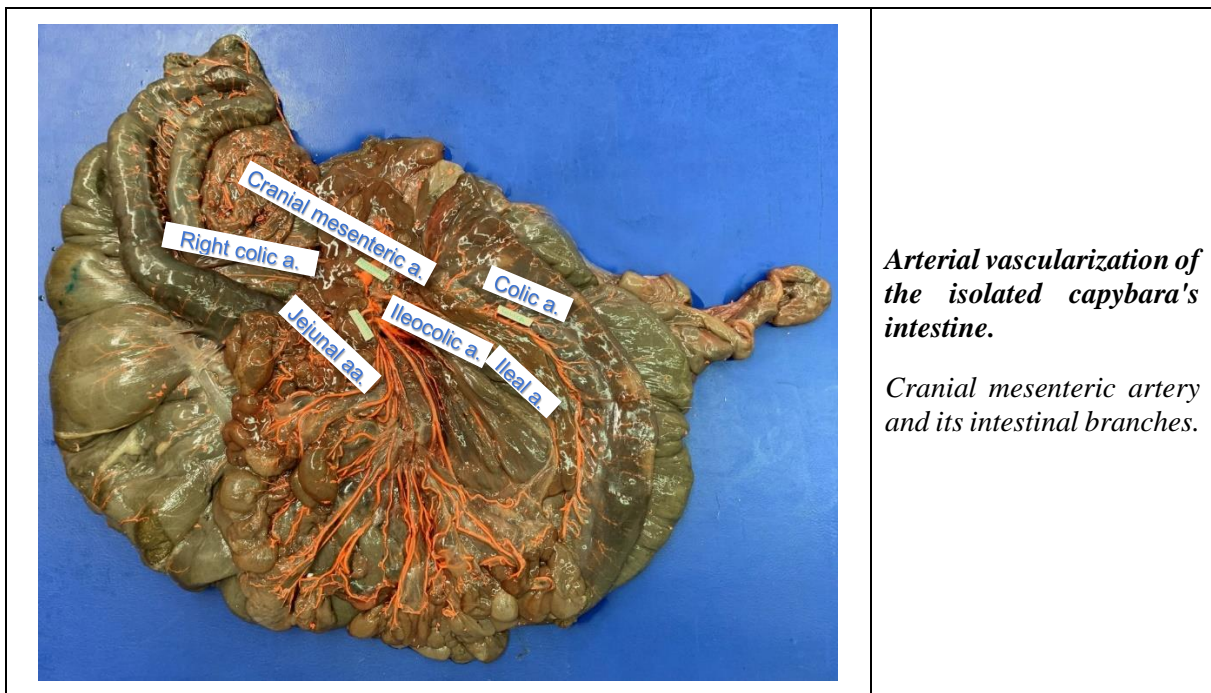 Cranial mesenteric a.
Right colic a.
Colic a.
Jejunal aa.
Ileocolic a.
Ileal a.
Arterial vascularization of
the isolated capybara's
intestine.
Cranial mesenteric artery
and its intestinal branches.